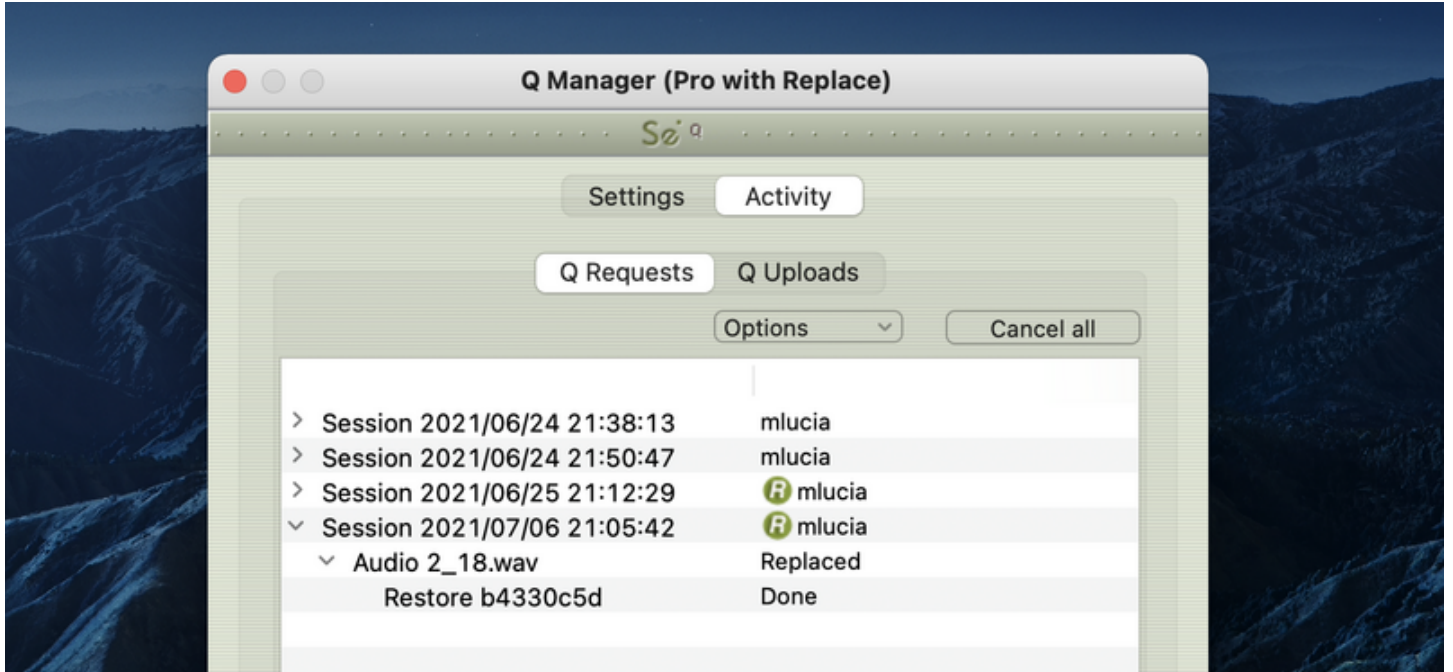 Q Manager (Pro with Replace)
Q
Settings Activity
Q Requests Q Uploads
Options Cancel all
Session 2021/06/24 21:38:13 mlucia
Session 2021/06/24 21:50:47 mlucia
Session 2021/06/25 21:12:29 R mlucia
Session 2021/07/06 21:05:42 R mlucia
Audio 2_18.wav Replaced
Restore b4330c5d Done